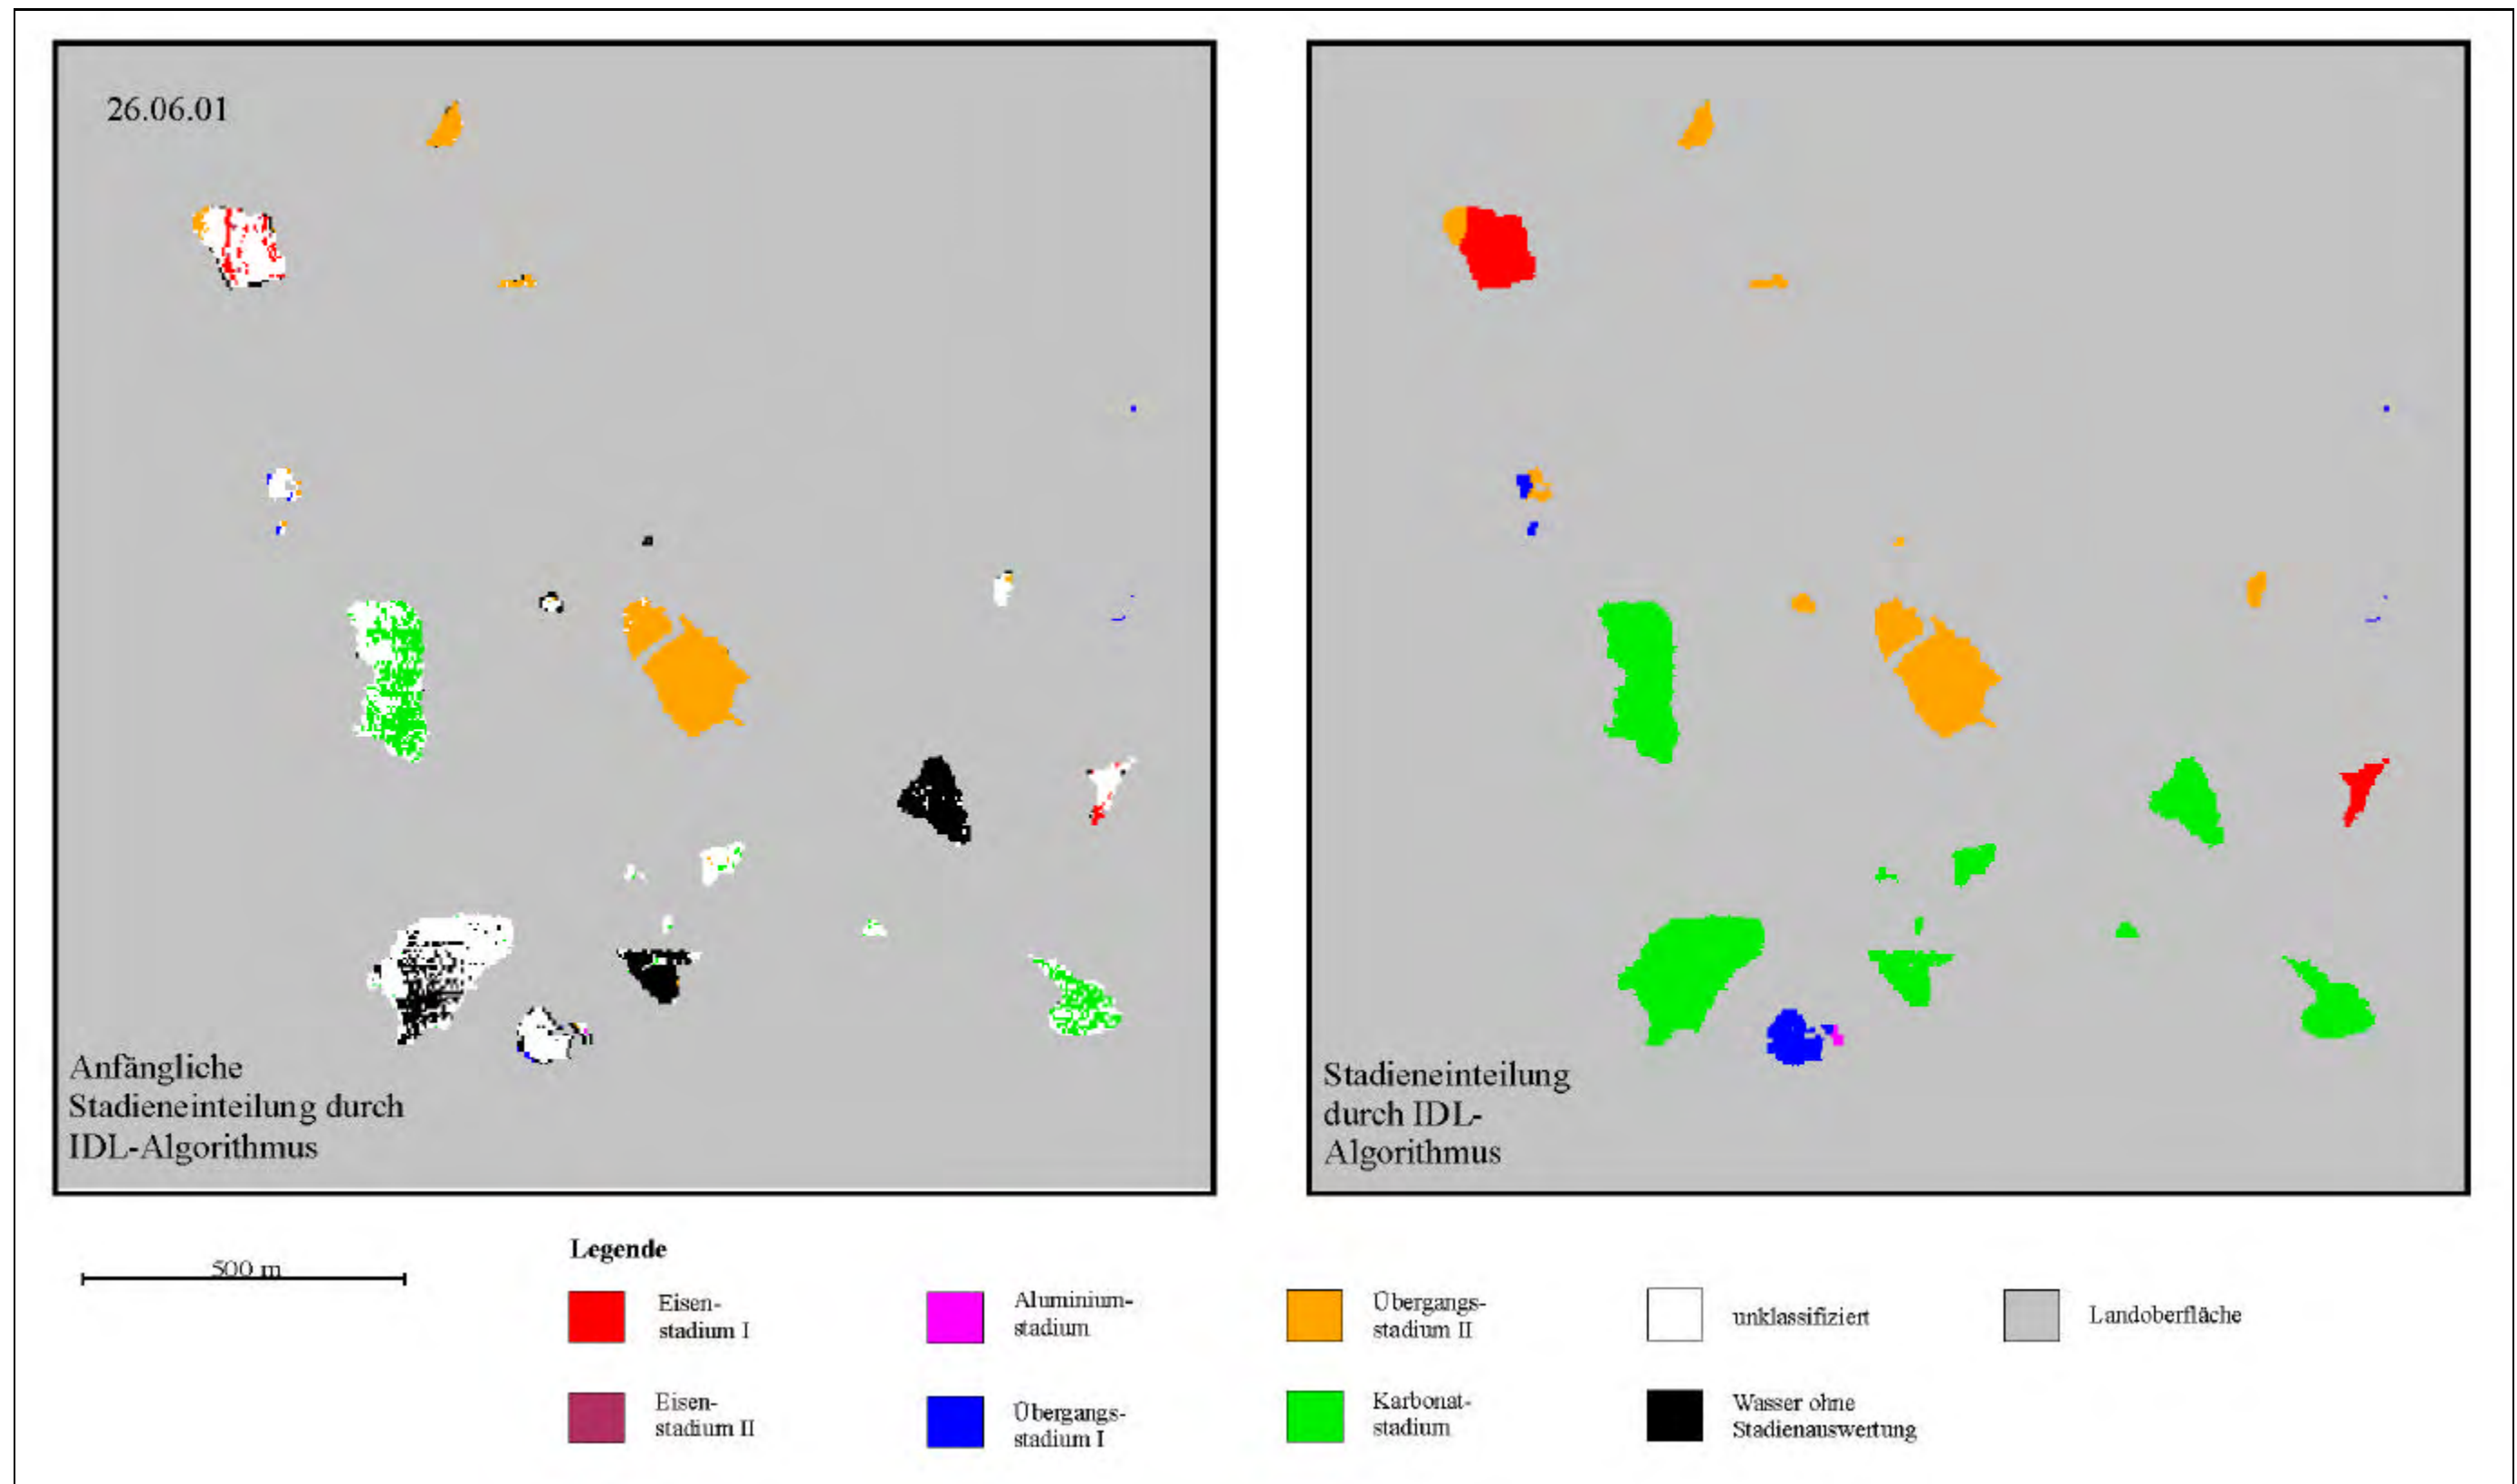 26.06.01
Anfängliche
Stadieneinteilung durch
IDL-Algorithmus
Stadieneinteilung
durch IDL-
Algorithmus
500 m
Legende
Eisen-
stadium I
Aluminium-
stadium
Übergangs-
stadium II
unklassifiziert
Landoberfläche
Eisen-
stadium II
Übergangs-
stadium I
Karbonat-
stadium
Wasser ohne
Stadienauswertung